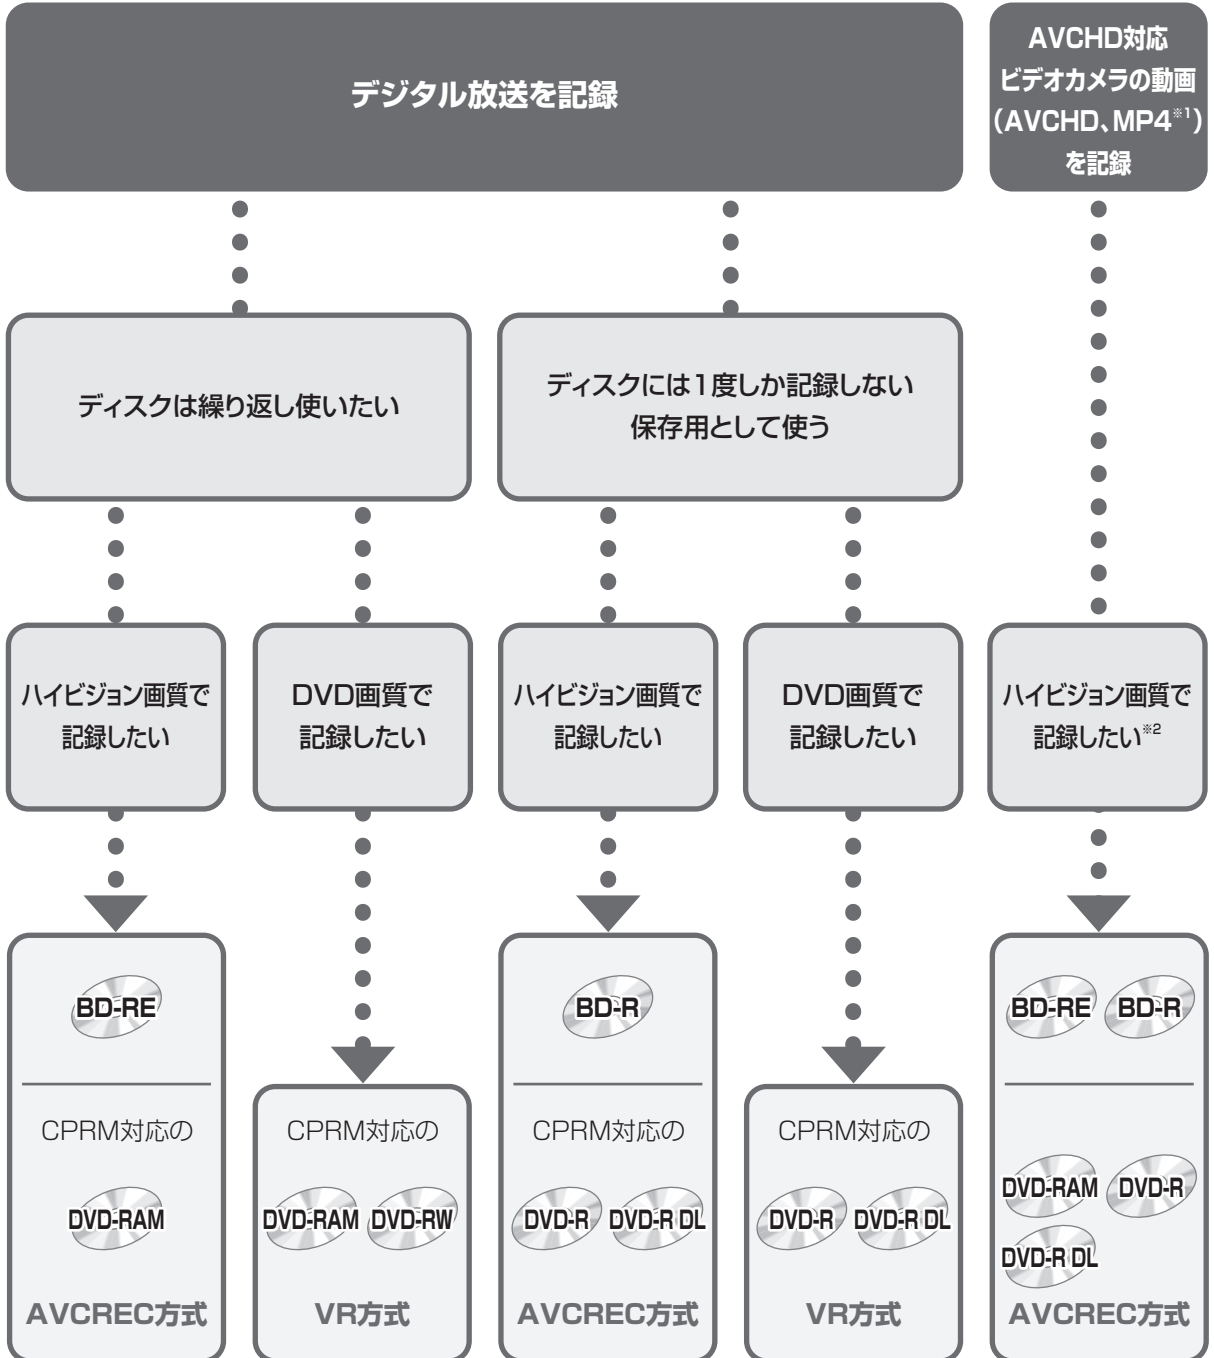 デジタル放送を記録
AVCHD対応
ビデオカメラの動画
(AVCHD、MP4※1)
を記録
ディスクは繰り返し使いたい
ディスクには1度しか記録しない
保存用として使う
ハイビジョン画質で
記録したい
DVD画質で
記録したい
ハイビジョン画質で
記録したい
DVD画質で
記録したい
ハイビジョン画質で
記録したい※2
BD-RE
CPRM対応の
DVD-RAM
AVCREC方式
CPRM対応の
DVD-RAM DVD-RW
VR方式
BD-R
CPRM対応の
DVD-R DVD-R DL
AVCREC方式
CPRM対応の
DVD-R DVD-R DL
VR方式
BD-RE BD-R
DVD-RAM DVD-R
DVD-R DL
AVCREC方式